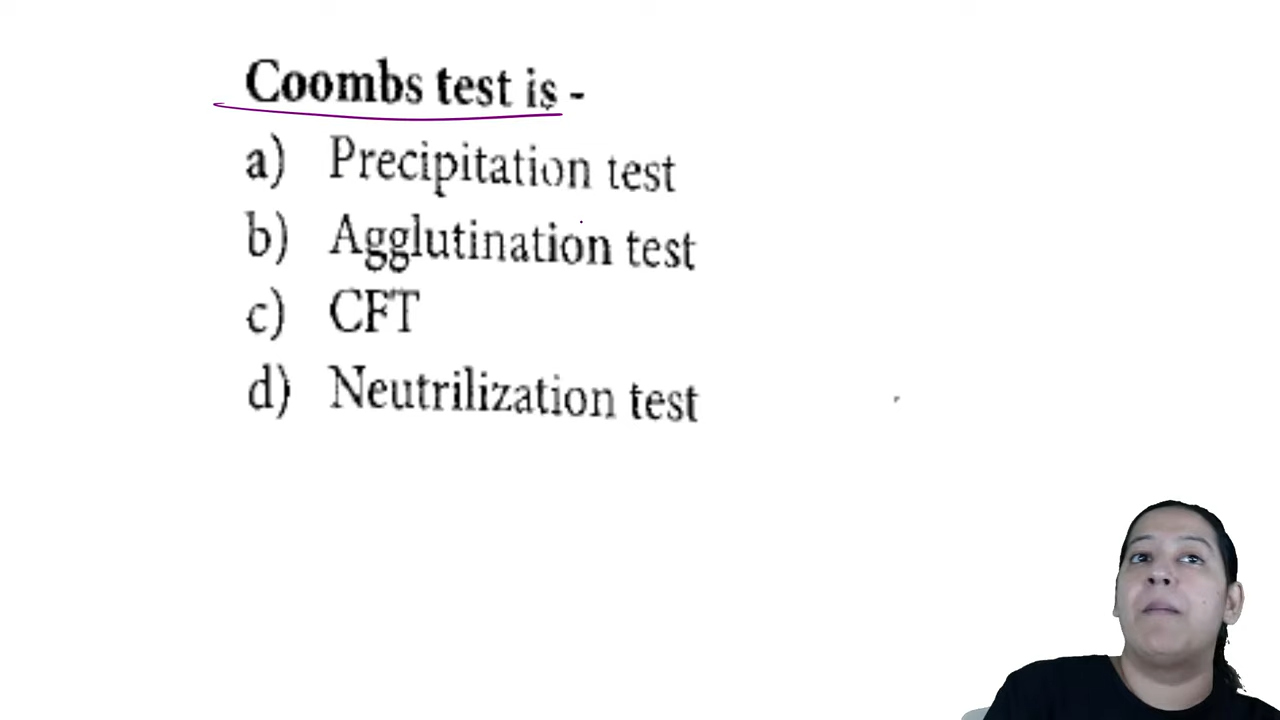 Coombs test is -
a) Precipitation test
b) Agglutination test
c) CFT
d) Neutrilization test